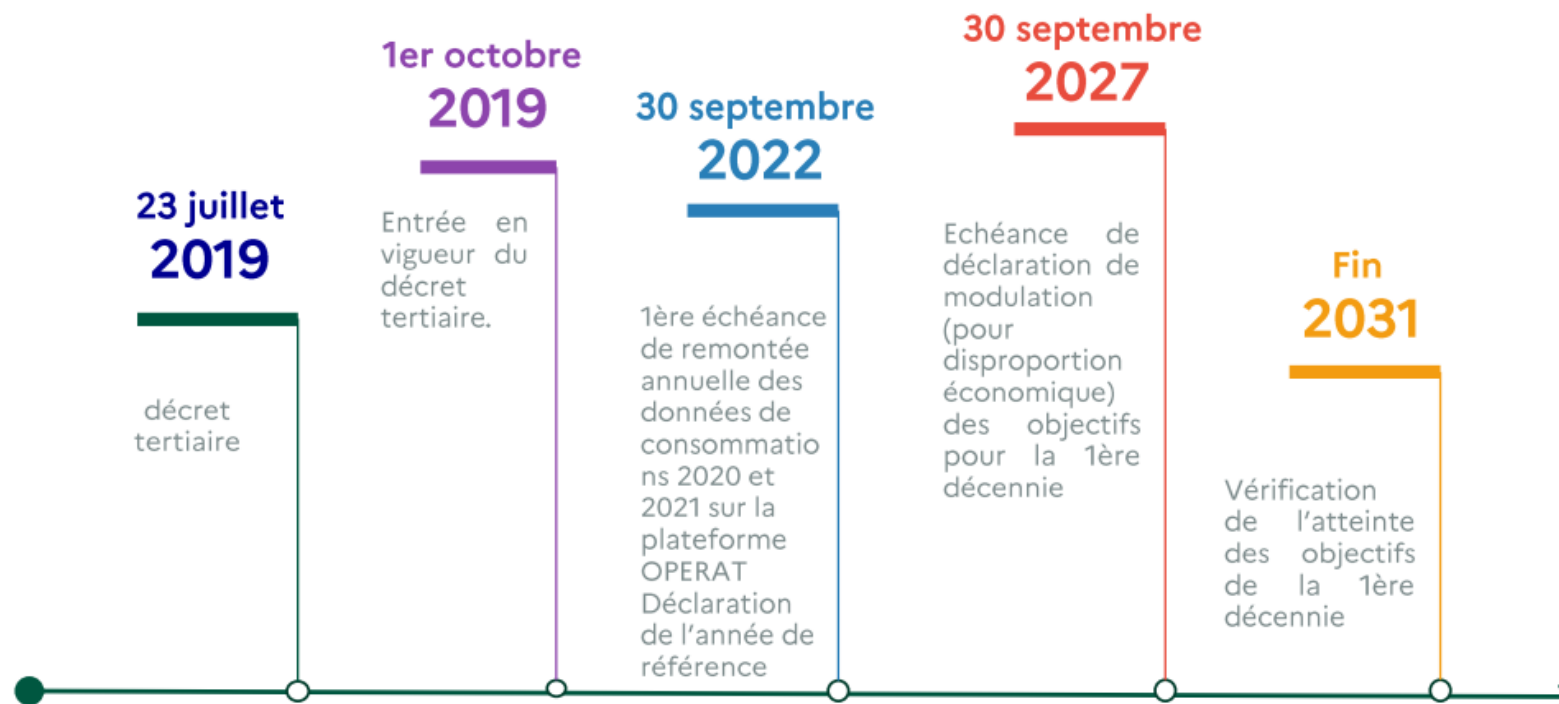 23 juillet
2019
décret
tertiaire
1er octobre
2019
Entrée en
vigueur du
décret
tertiaire.
30 septembre
2022
1ère échéance
de remontée
annuelle des
données de
consommatio
ns 2020 et
2021 sur la
plateforme
OPERAT
Déclaration
de l'année de
référence
30 septembre
2027
Echéance de
déclaration de
modulation
(pour
disproportion
économique)
des objectifs
pour la 1ère
décennie
Fin
2031
Vérification
de l'atteinte
des objectifs
de la 1ère
décennie